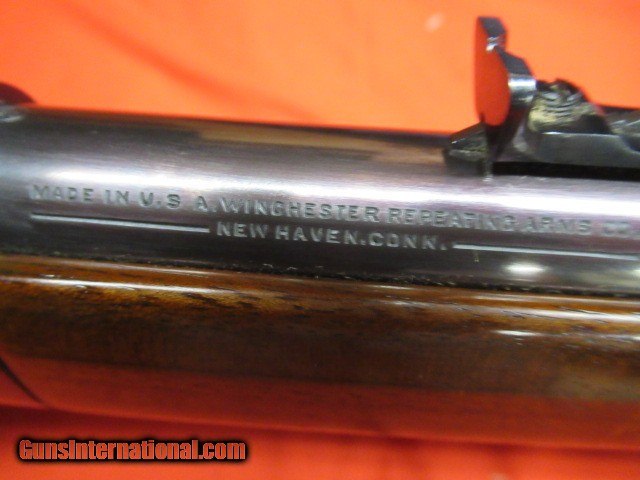 MADE IN U.S A. WINCHESTER REPEATING ARMS CO.
NEW HAVEN. CONN.
GunsInternational.com